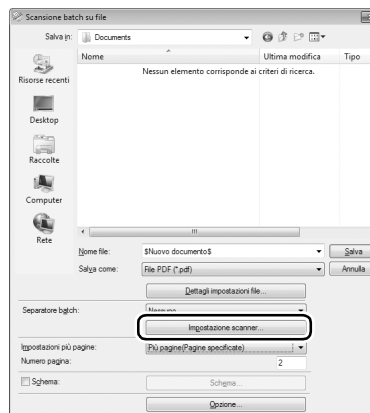 Scansione batch su file
Salva in: Documents
Nome Ultima modifica Tipo
Nessun elemento corrisponde ai criteri di ricerca.
Risorse recenti
Desktop
Raccolte
Computer
Rete
Nome file: $Nuovo documento$ Salva
Salva come: File PDF (*.pdf) Annulla
Dettagli impostazioni file...
Separatore batch: Nessuno
Impostazione scanner...
Impostazioni più pagine: Più pagine(Pagine specificate)
Numero pagina: 2
Schema: Schema...
Opzione...